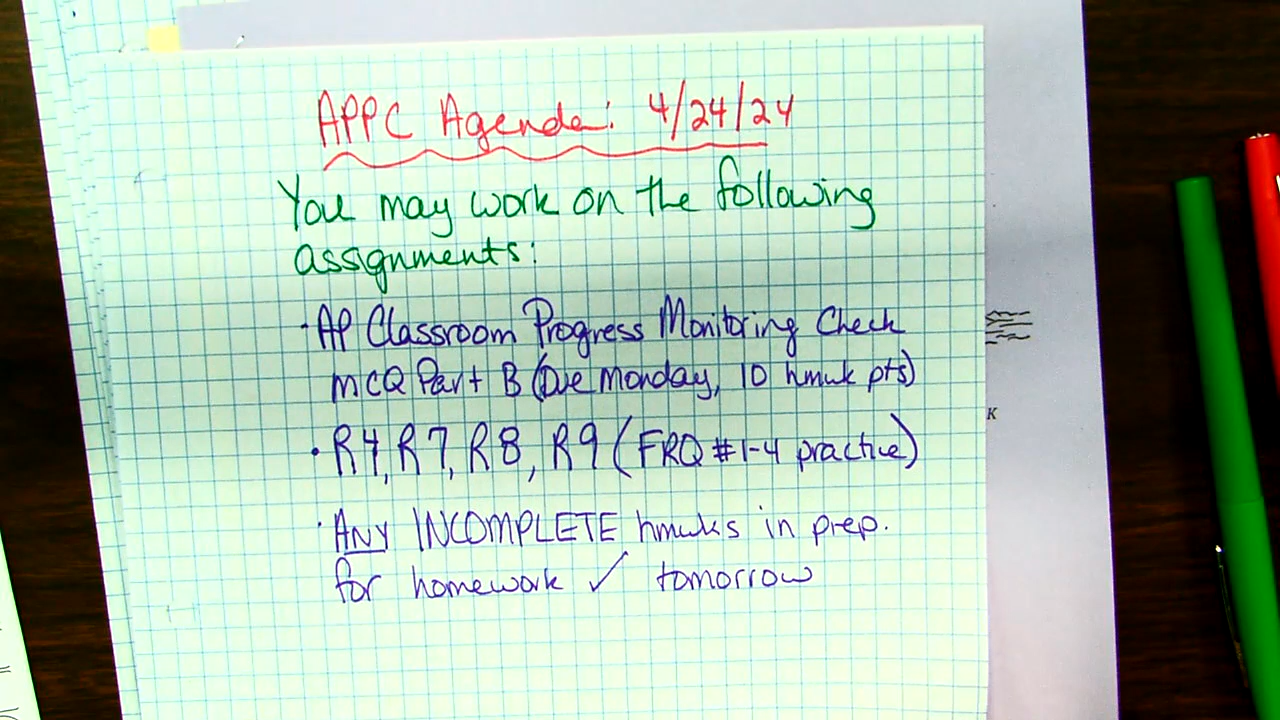 APPC Agenda: 4/24/24
You may work on the following
assignments:
· AP Classroom Progress Monitoring Check
MCQ Part B (Due Monday, 10 hmwk pts)
· R4, R7, R8, R9 (FRQ #1-4 practice)
· ANY INCOMPLETE hmwks in prep.
for homework ✓ tomorrow
K